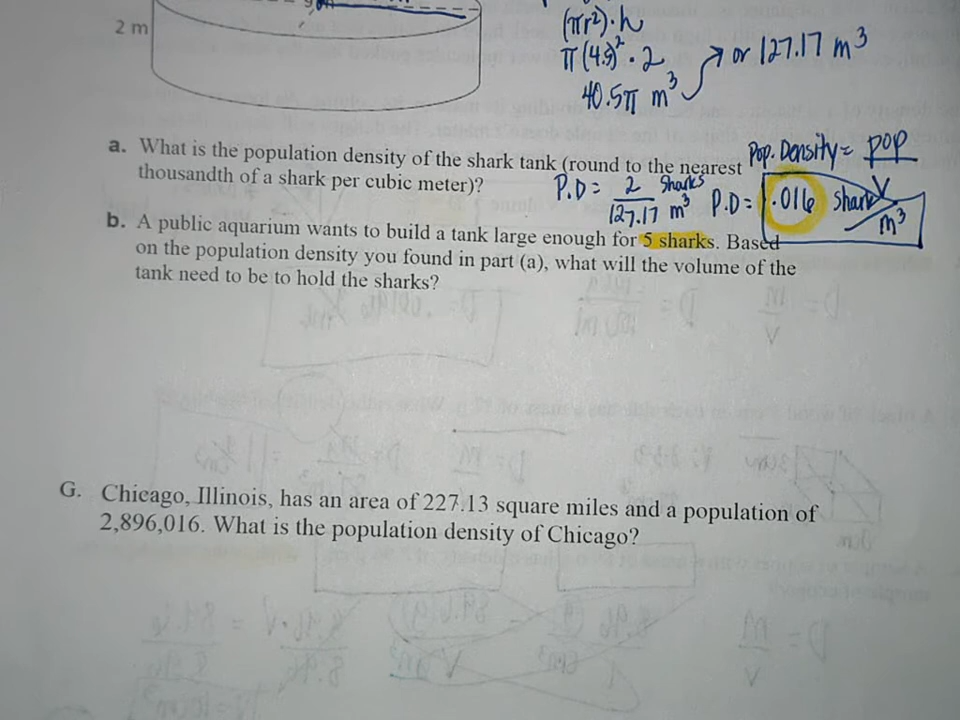 2 m
(πr²)·h
π(4.5)²·2
40.5π m³
or 127.17 m³
a. What is the population density of the shark tank (round to the nearest
thousandth of a shark per cubic meter)?
Pop. Density = pop
V
P.D = 2 Sharks
127.17 m³
P.D = .016 shark
m³
b. A public aquarium wants to build a tank large enough for 5 sharks. Based
on the population density you found in part (a), what will the volume of the
tank need to be to hold the sharks?
G. Chicago, Illinois, has an area of 227.13 square miles and a population of
2,896,016. What is the population density of Chicago?